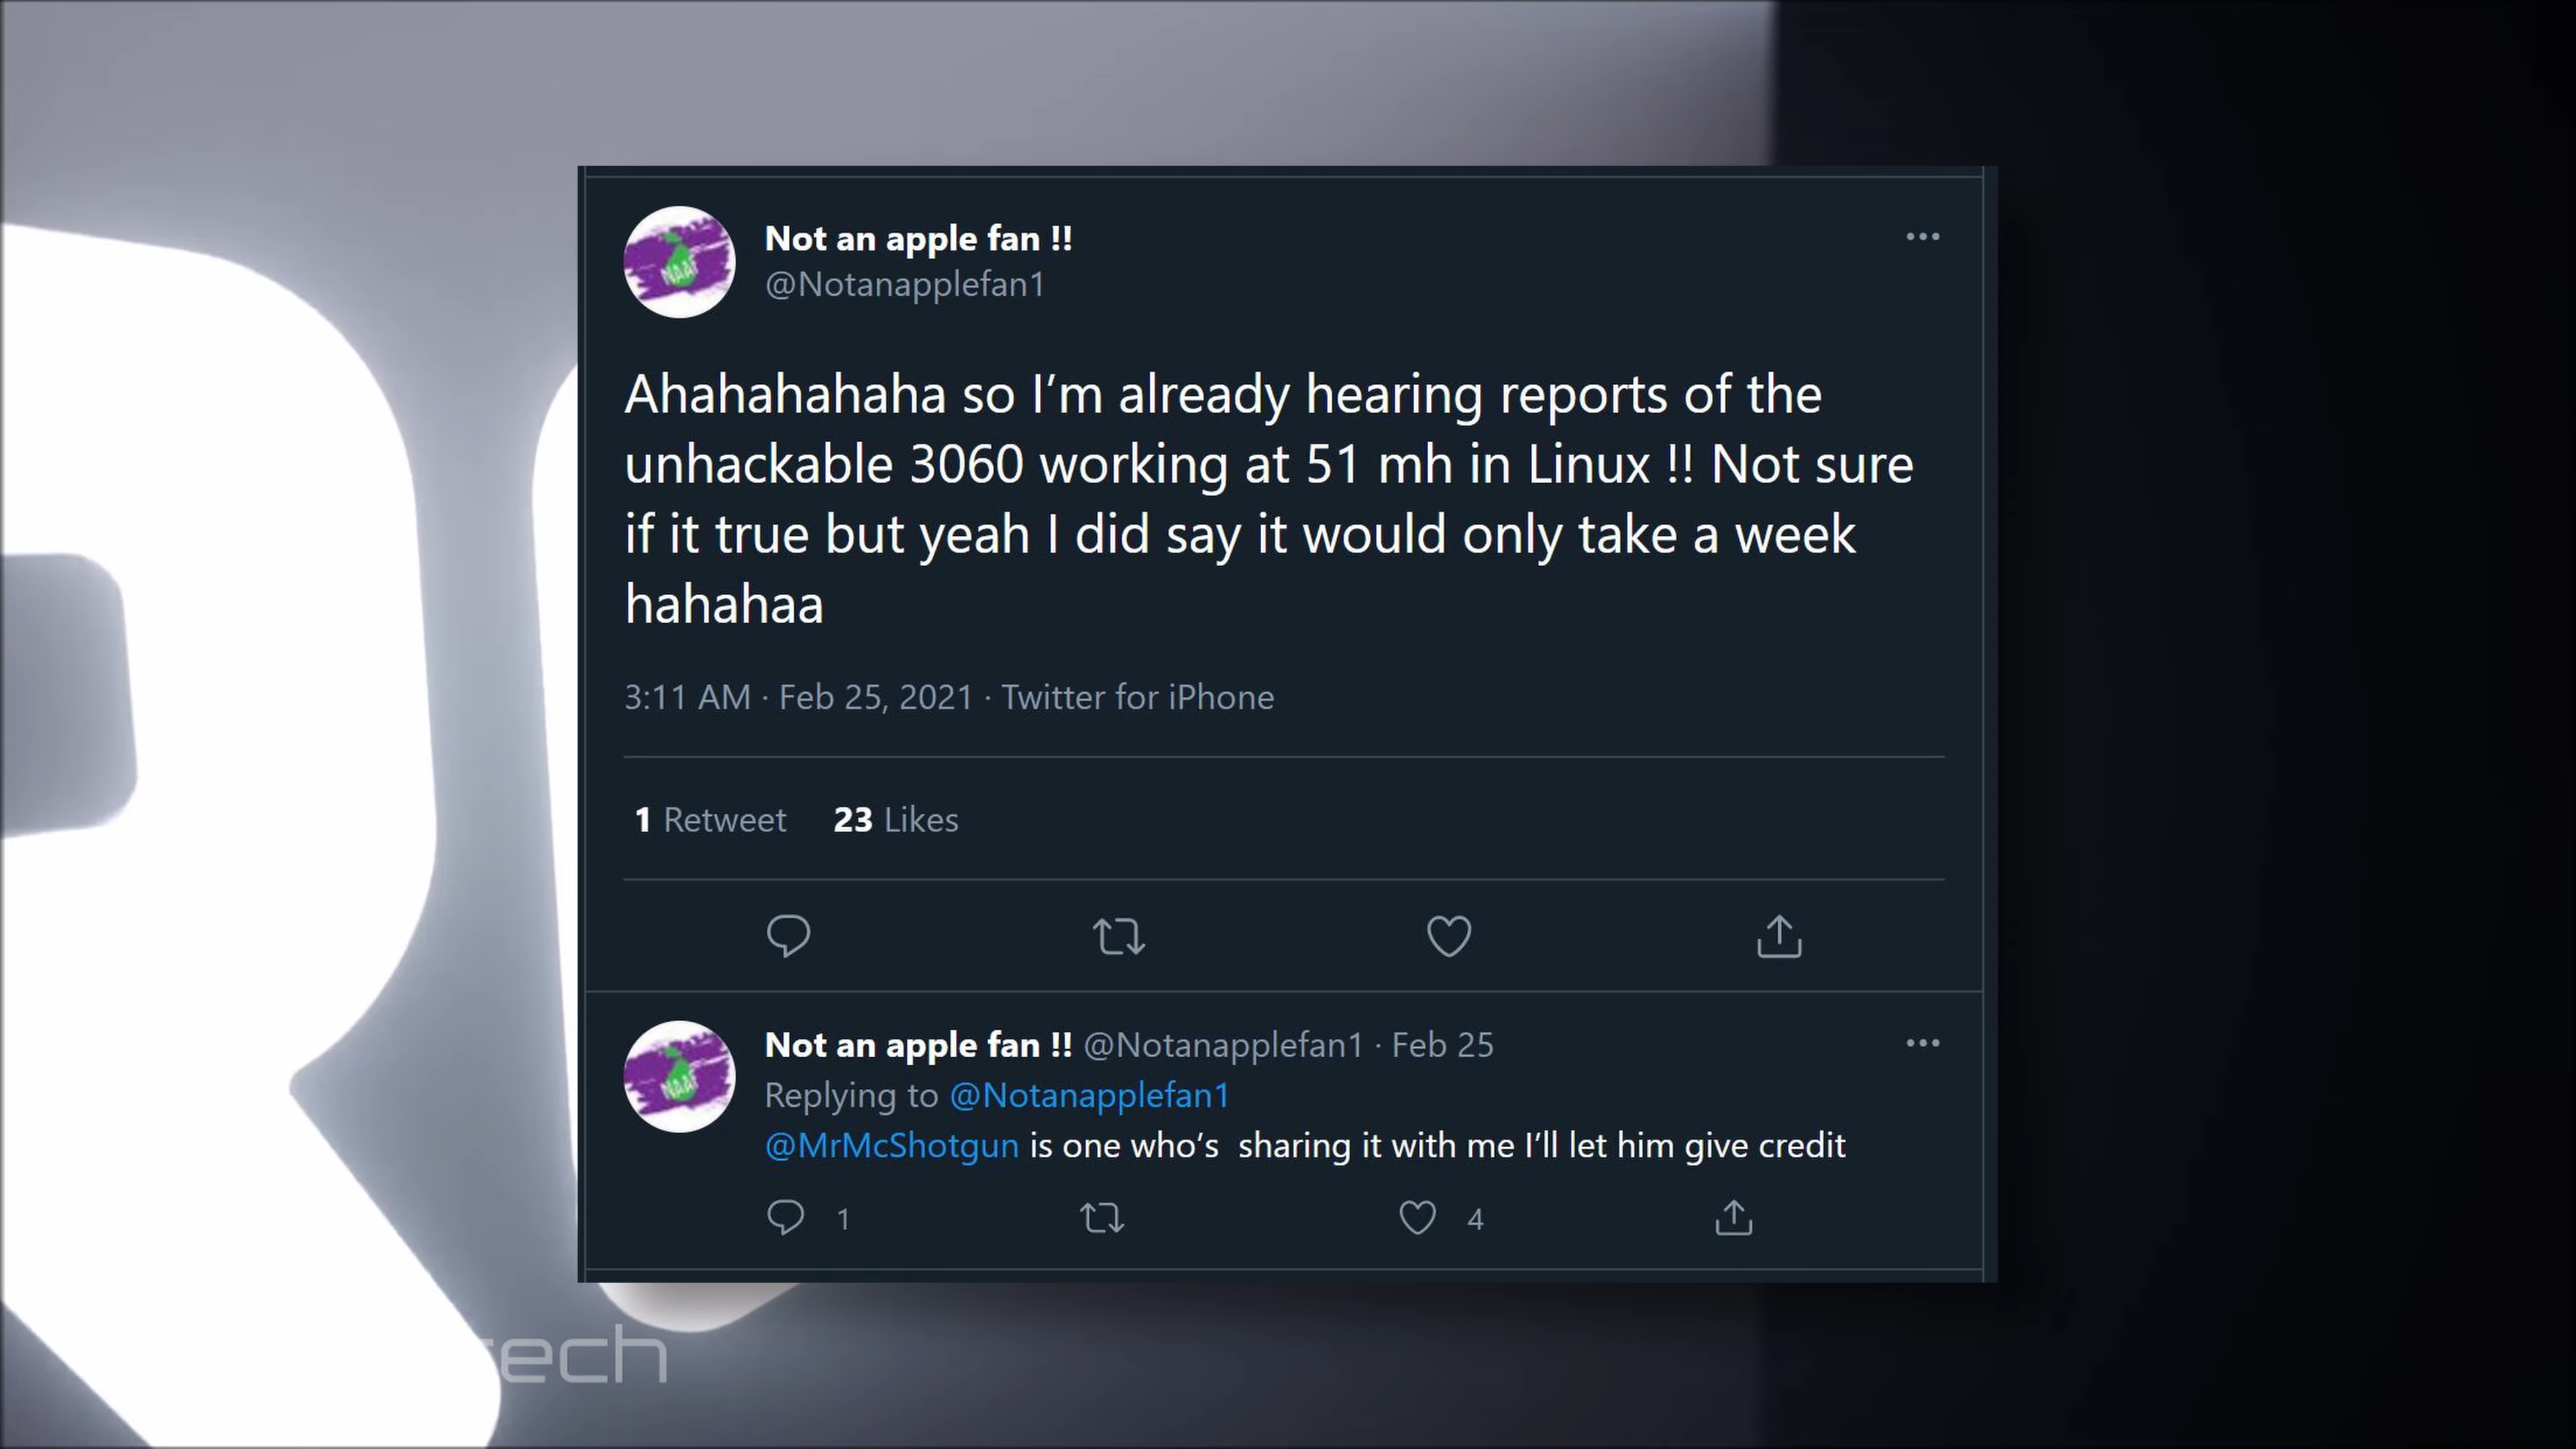 Not an apple fan !!
@Notanapplefan1
Ahahahahaha so I’m already hearing reports of the
unhackable 3060 working at 51 mh in Linux !! Not sure
if it true but yeah I did say it would only take a week
hahahaa
3:11 AM · Feb 25, 2021 · Twitter for iPhone
1 Retweet 23 Likes
Not an apple fan !! @Notanapplefan1 · Feb 25
Replying to @Notanapplefan1
@MrMcShotgun is one who’s  sharing it with me I’ll let him give credit
1 4